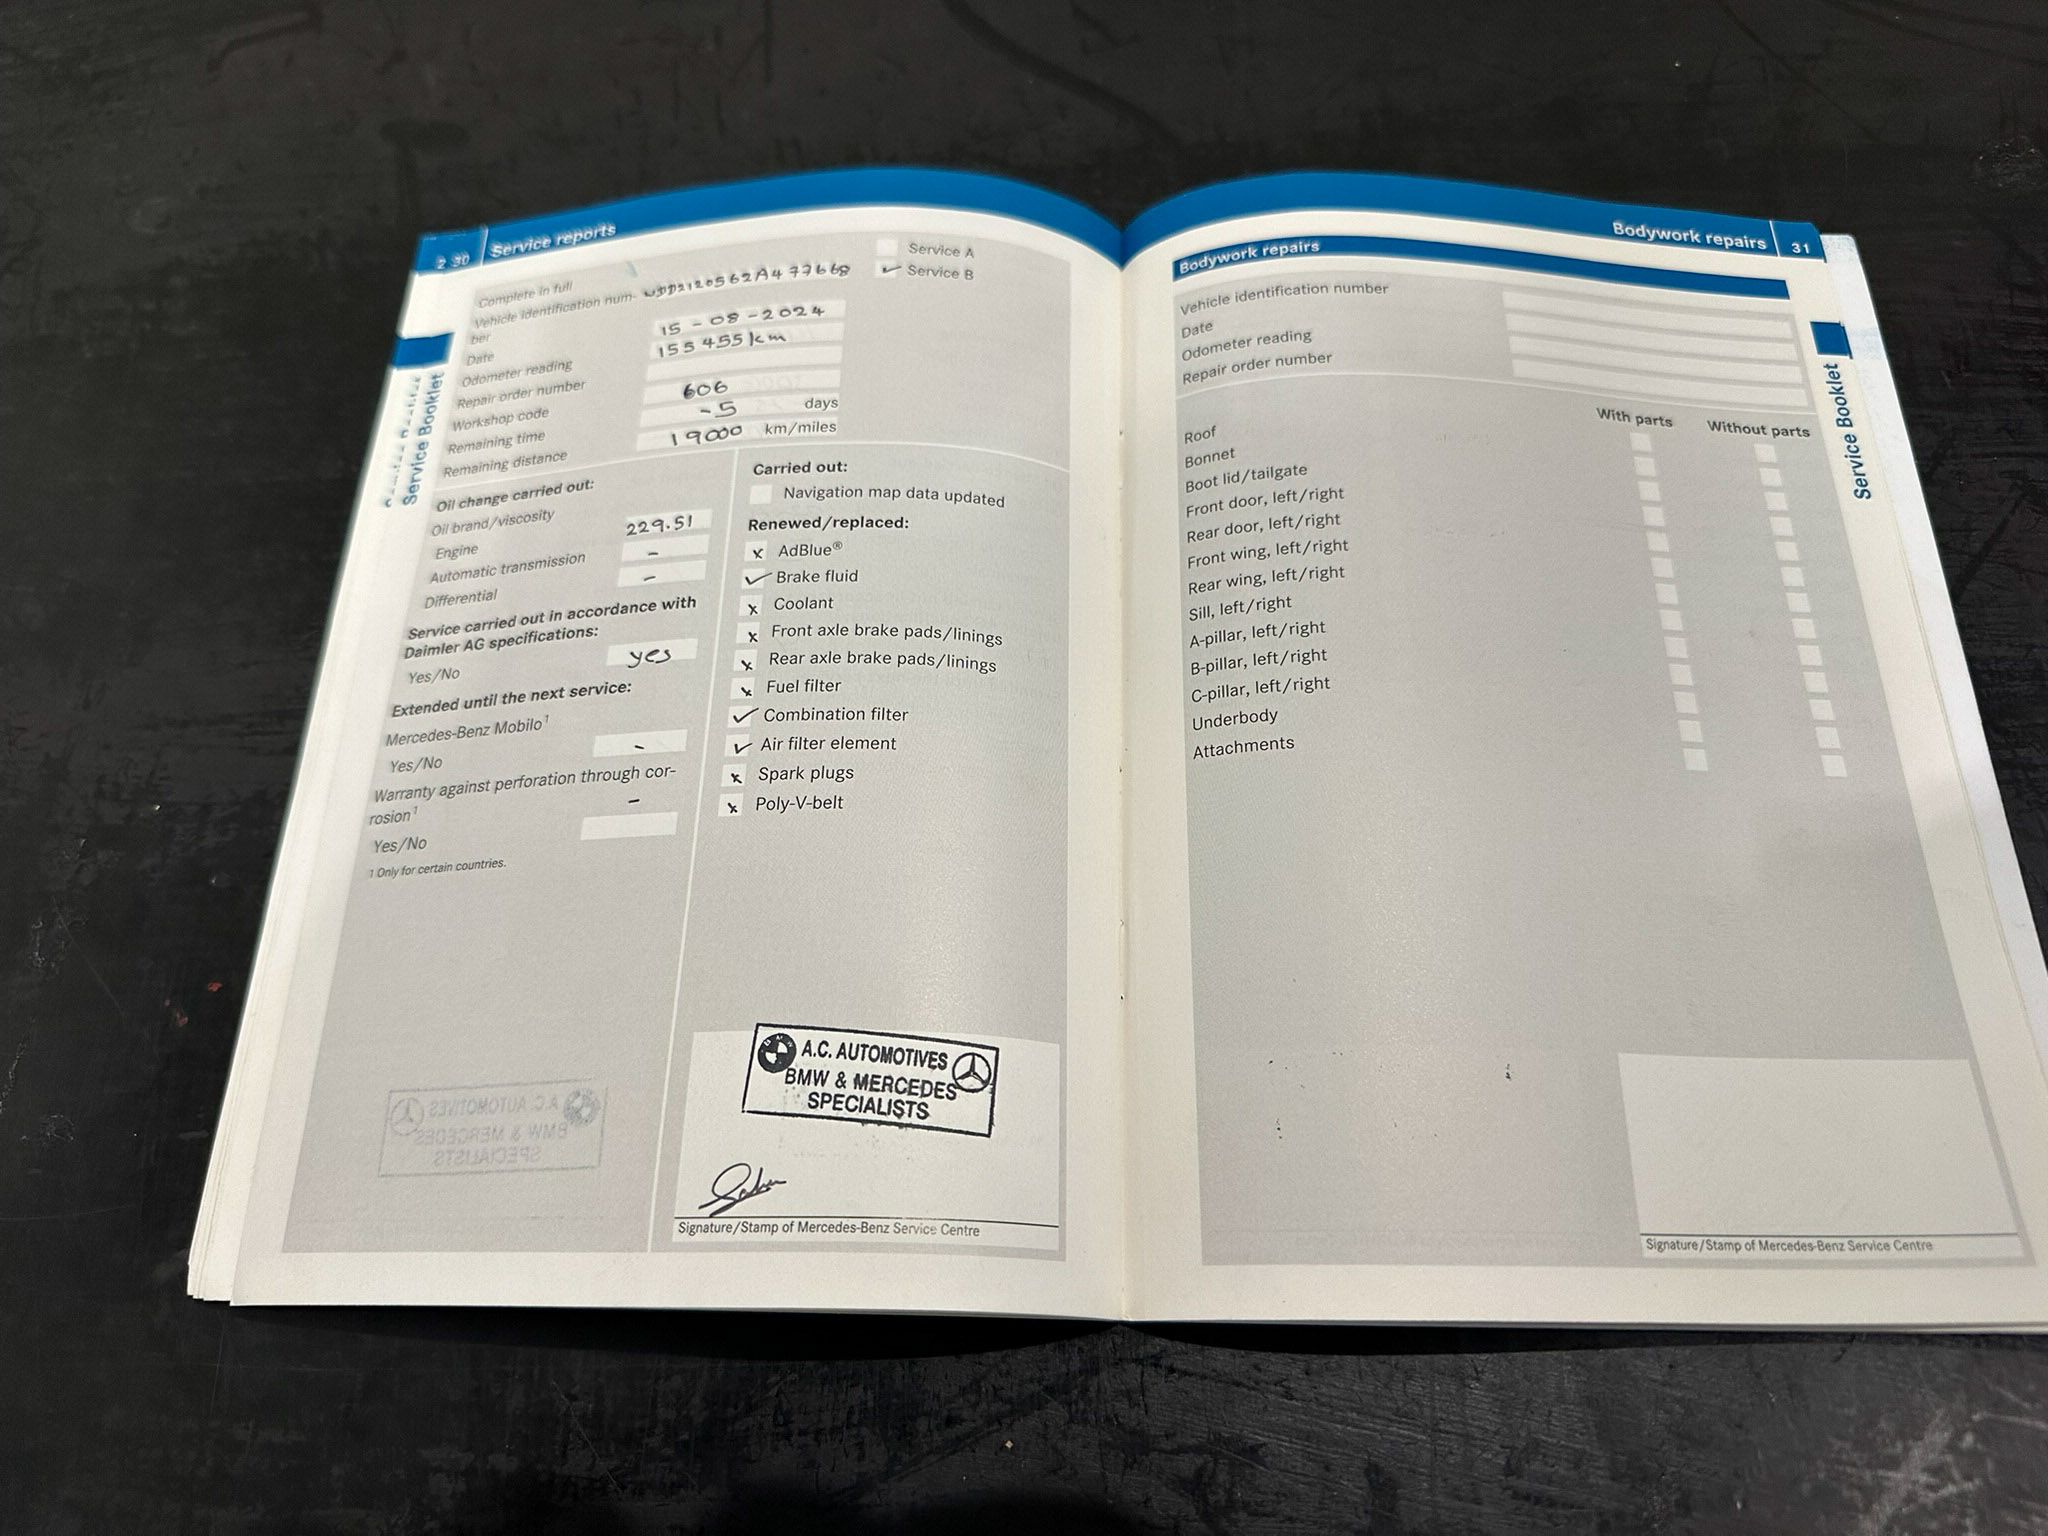 30
Service reports
Complete in full
Service A
Service B
Vehicle identification num-
ber
WDD2120562A477668
Date
15-08-2024
Odometer reading
155455km
Repair order number
Workshop code
606
Remaining time
-5 days
Remaining distance
19000 km/miles
Oil change carried out:
Oil brand/viscosity
Engine
229.51
Automatic transmission
-
Differential
-
Service carried out in accordance with
Daimler AG specifications:
Yes/No
yes
Extended until the next service:
Mercedes-Benz Mobilo1
Yes/No
-
Warranty against perforation through cor-
rosion1
-
Yes/No
1 Only for certain countries.
Carried out:
Navigation map data updated
Renewed/replaced:
x AdBlue®
✓ Brake fluid
x Coolant
x Front axle brake pads/linings
x Rear axle brake pads/linings
x Fuel filter
✓ Combination filter
✓ Air filter element
x Spark plugs
x Poly-V-belt
A.C. AUTOMOTIVES
BMW & MERCEDES
SPECIALISTS
Signature/Stamp of Mercedes-Benz Service Centre
Service Booklet
Bodywork repairs
31
Bodywork repairs
Vehicle identification number
Date
Odometer reading
Repair order number
With parts
Without parts
Roof
Bonnet
Boot lid/tailgate
Front door, left/right
Rear door, left/right
Front wing, left/right
Rear wing, left/right
Sill, left/right
A-pillar, left/right
B-pillar, left/right
C-pillar, left/right
Underbody
Attachments
Signature/Stamp of Mercedes-Benz Service Centre
Service Booklet